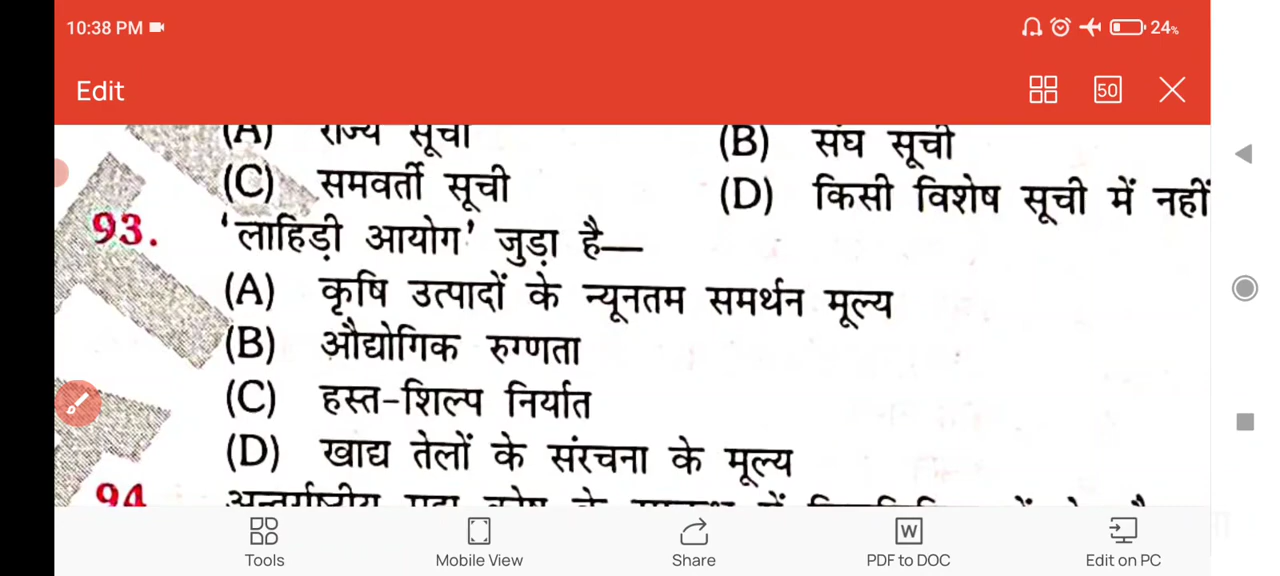 10:38 PM
24%
Edit
50
(A) राज्य सूची (B) संघ सूची
(C) समवर्ती सूची (D) किसी विशेष सूची में नहीं
93. ‘लाहिड़ी आयोग’ जुड़ा है—
(A) कृषि उत्पादों के न्यूनतम समर्थन मूल्य
(B) औद्योगिक रुग्णता
(C) हस्त-शिल्प निर्यात
(D) खाद्य तेलों के संरचना के मूल्य
94
Tools Mobile View Share PDF to DOC Edit on PC